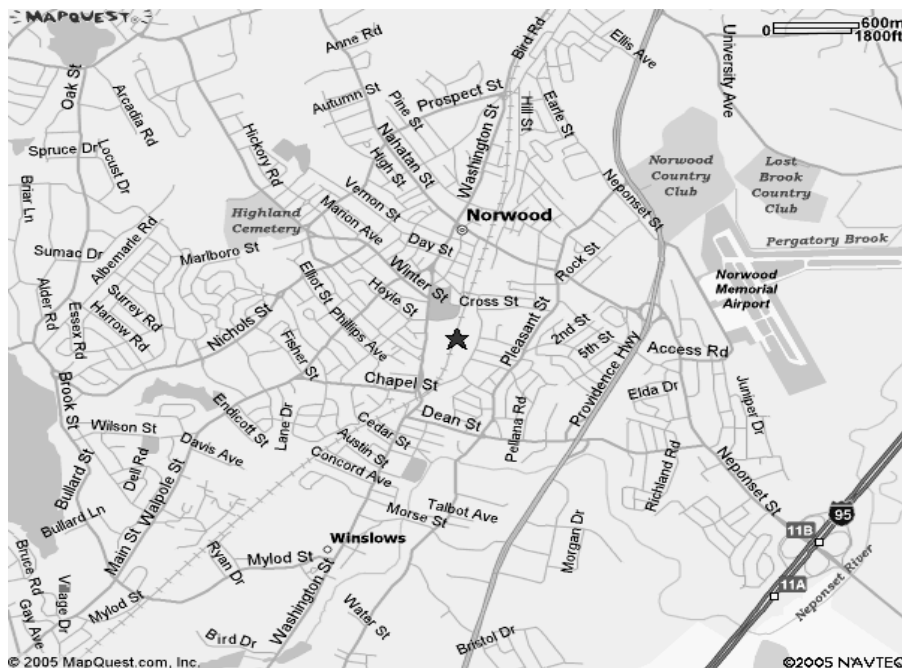 MAPQUEST
600m
1800ft
Bird Rd
Ellis Ave
University Ave
Anne Rd
Oak St
Arcadia Rd
Autumn St
Pine St
Prospect St
Hill St
Earle St
Washington St
Nahatan St
High St
Hickory Rd
Spruce Dr
Locust Dr
Vernon St
Neponset St
Norwood
Country
Club
Lost
Brook
Country
Club
Briar Ln
Highland
Cemetery
Marion Ave
Norwood
Albemarle Rd
Marlboro St
Day St
Sumac Dr
Pergatory Brook
Rock St
Winter St
Elliot St
Hoyle St
Norwood
Memorial
Airport
Alder Rd
Essex Rd
Surrey Rd
Harrow Rd
Nichols St
Phillips Ave
Cross St
Pleasant St
2nd St
5th St
Fisher St
Providence Hwy
Access Rd
Brook St
Chapel St
Elda Dr
Juniper Dr
Endicott St
Lane Dr
Dean St
Pellana Rd
Wilson St
Cedar St
Austin St
Davis Ave
Concord Ave
Dell Rd
Richland Rd
Neponset St
Bullard St
Walpole St
Main St
Talbot Ave
Morse St
95
Bullard Ln
Winslows
Morgan Dr
11B
Bruce Rd
Ryan Dr
Mylod St
11A
Neponset River
Village Dr
Gay Ave
Mylod St
Washington St
Water St
Bird Dr
Bristol Dr
© 2005 MapQuest.com, Inc.
©2005 NAVTEQ